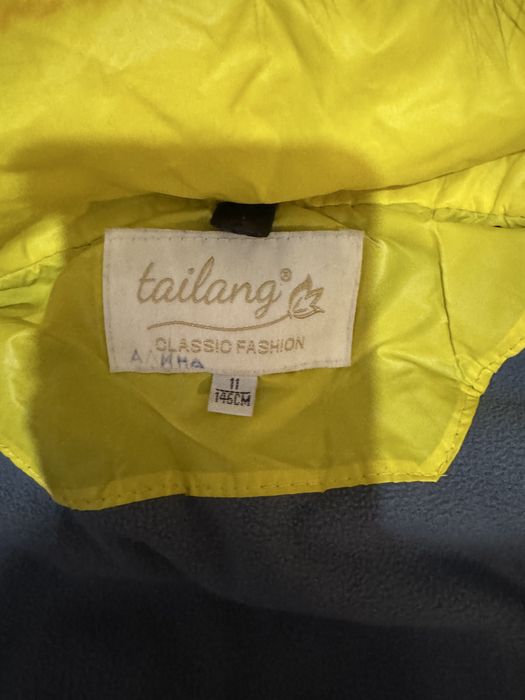 tailang®
CLASSIC FASHION
АЛИНА
11
146CM